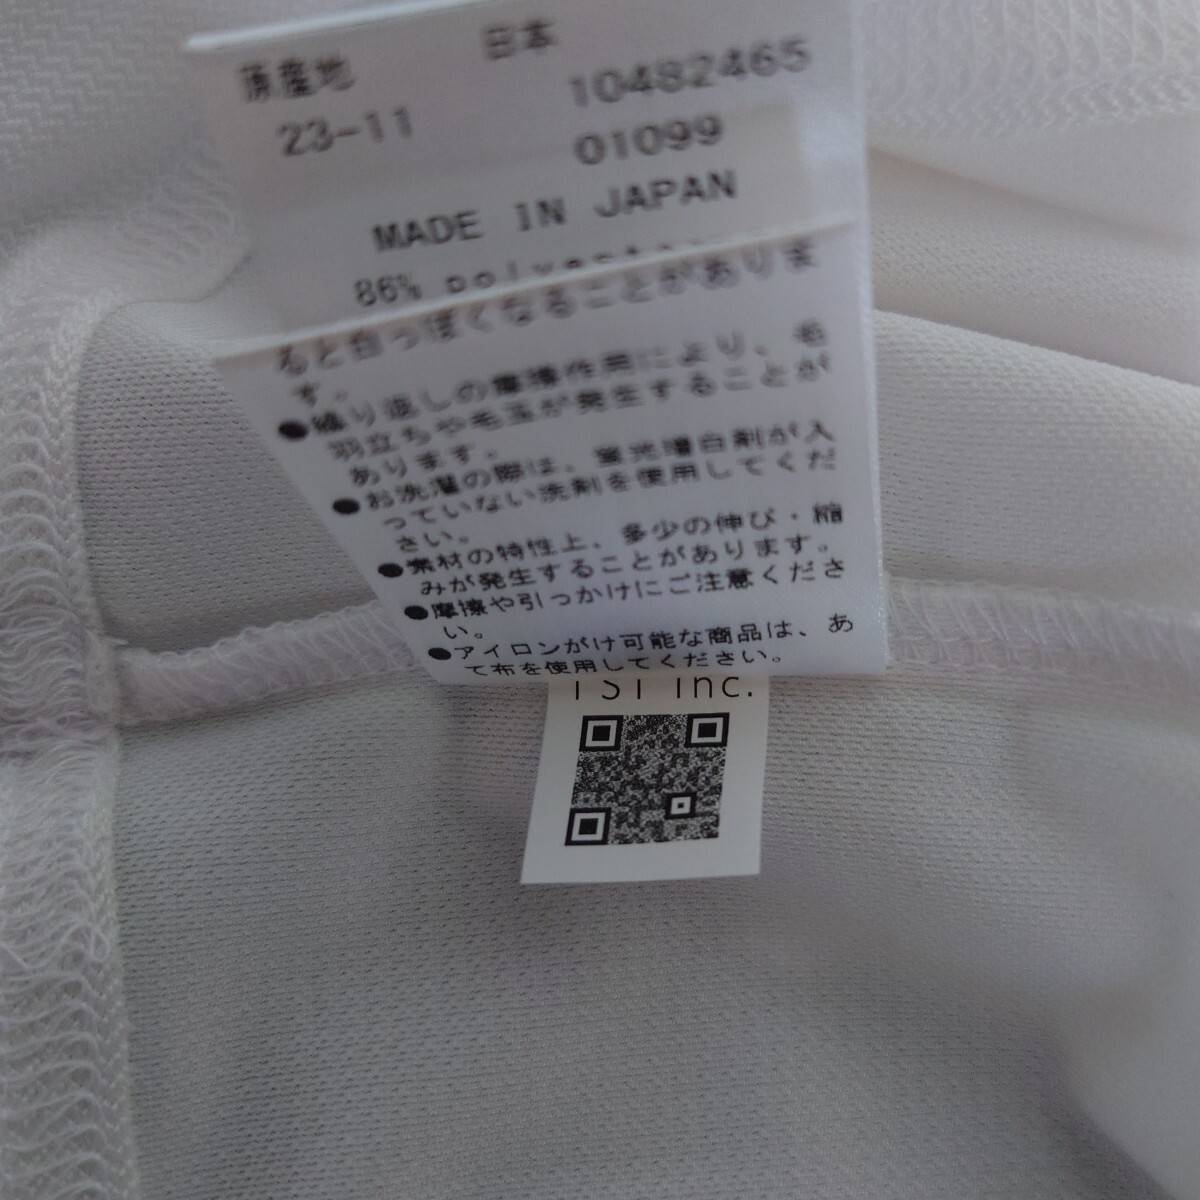 原産地 日本
23-11 10482465
01099
MADE IN JAPAN
86%
ると白っぽくなることがありま
す。
●繰り返しの摩擦作用により、毛
羽立ちや毛玉が発生することが
あります。
●お洗濯の際は、蛍光増白剤が入
っていない洗剤を使用してくだ
さい。
●素材の特性上、多少の伸び・縮
みが発生することがあります。
●摩擦や引っかけにご注意くださ
い。
●アイロンがけ可能な商品は、あ
て布を使用してください。
TSI inc.